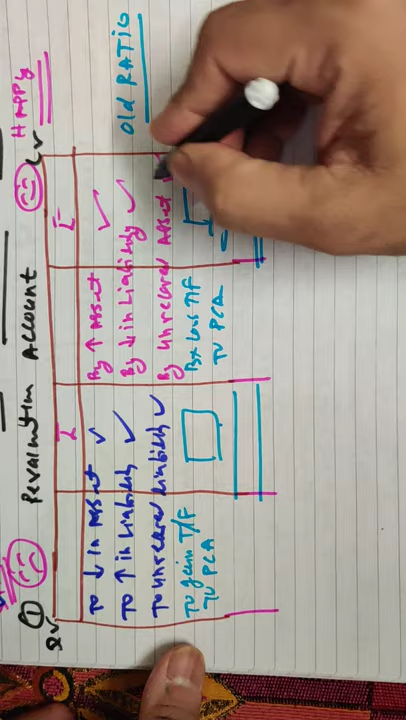 HAPPY
① Revaluation Account
Dr
Cr
OLD RATIO
To ↓ in Asset ✓
To ↑ in Liability ✓
To unrecorded Liability ✓
To gain T/F
To PCA
By ↑ Asset ✓
By ↓ in Liability ✓
By unrecorded Asset
By Loss T/F
To PCA